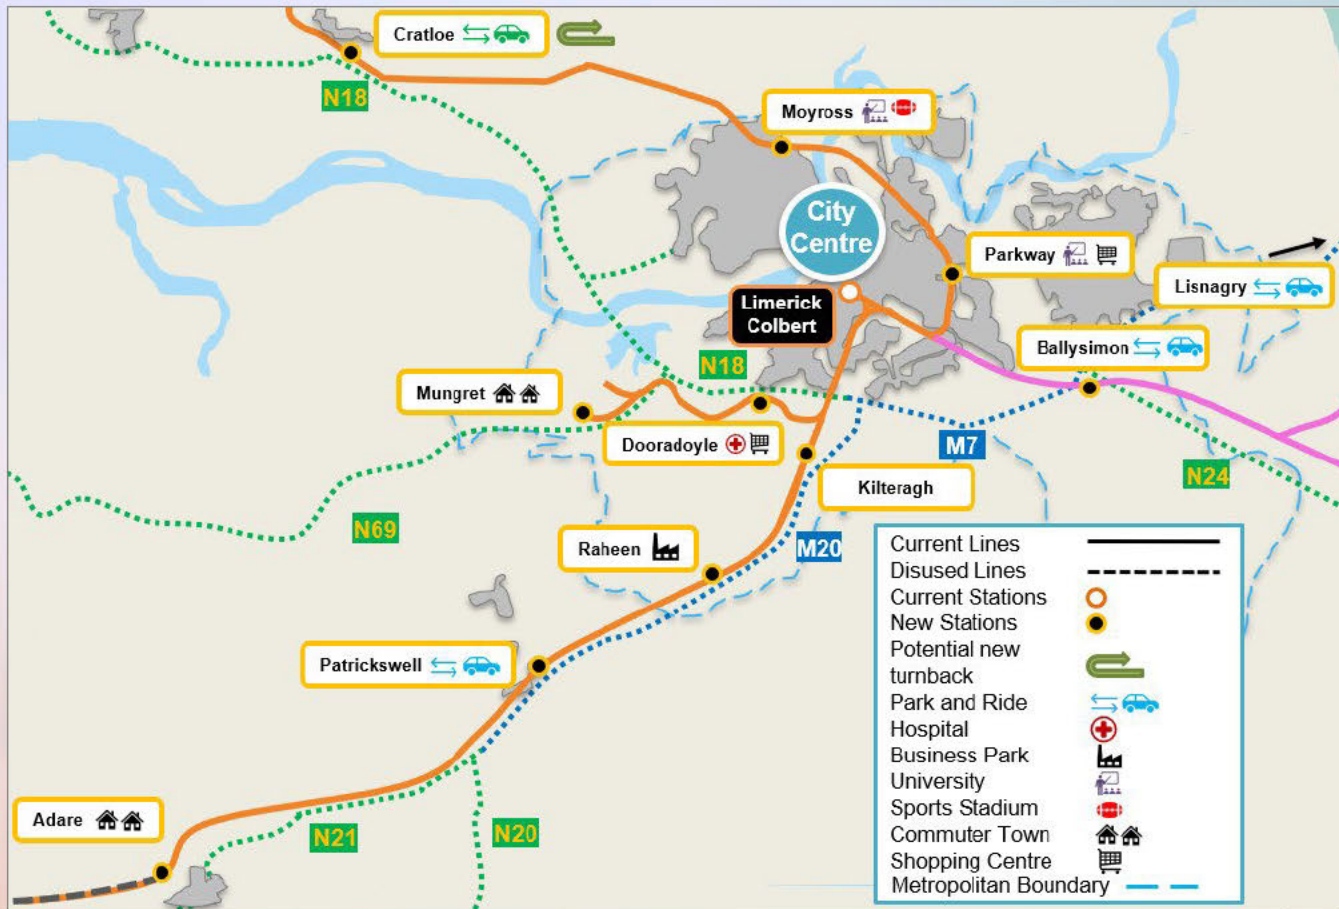 Cratloe
N18
Moyross
City
Centre
Parkway
Lisnagry
Limerick
Colbert
Ballysimon
N18
Mungret
Dooradoyle
M7
N24
Kilteragh
N69
Raheen
M20
Patrickswell
Adare
N21
N20
Current Lines
Disused Lines
Current Stations
New Stations
Potential new
turnback
Park and Ride
Hospital
Business Park
University
Sports Stadium
Commuter Town
Shopping Centre
Metropolitan Boundary